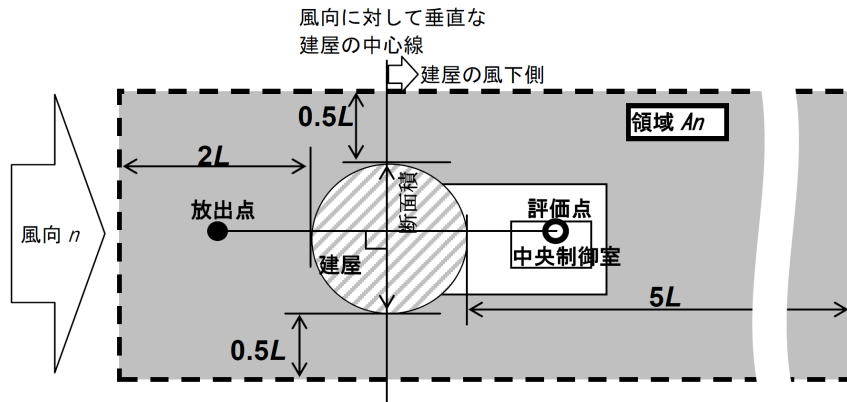 風向に対して垂直な
建屋の中心線
建屋の風下側
0.5L
領域 An
2L
断面積
放出点
評価点
風向 n
建屋
中央制御室
5L
0.5L